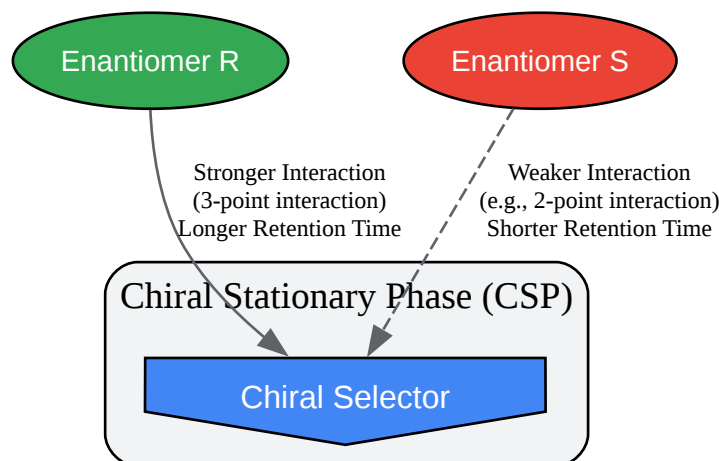 Enantiomer R
Enantiomer S
Stronger Interaction
(3-point interaction)
Longer Retention Time
Weaker Interaction
(e.g., 2-point interaction)
Shorter Retention Time
Chiral Stationary Phase (CSP)
Chiral Selector